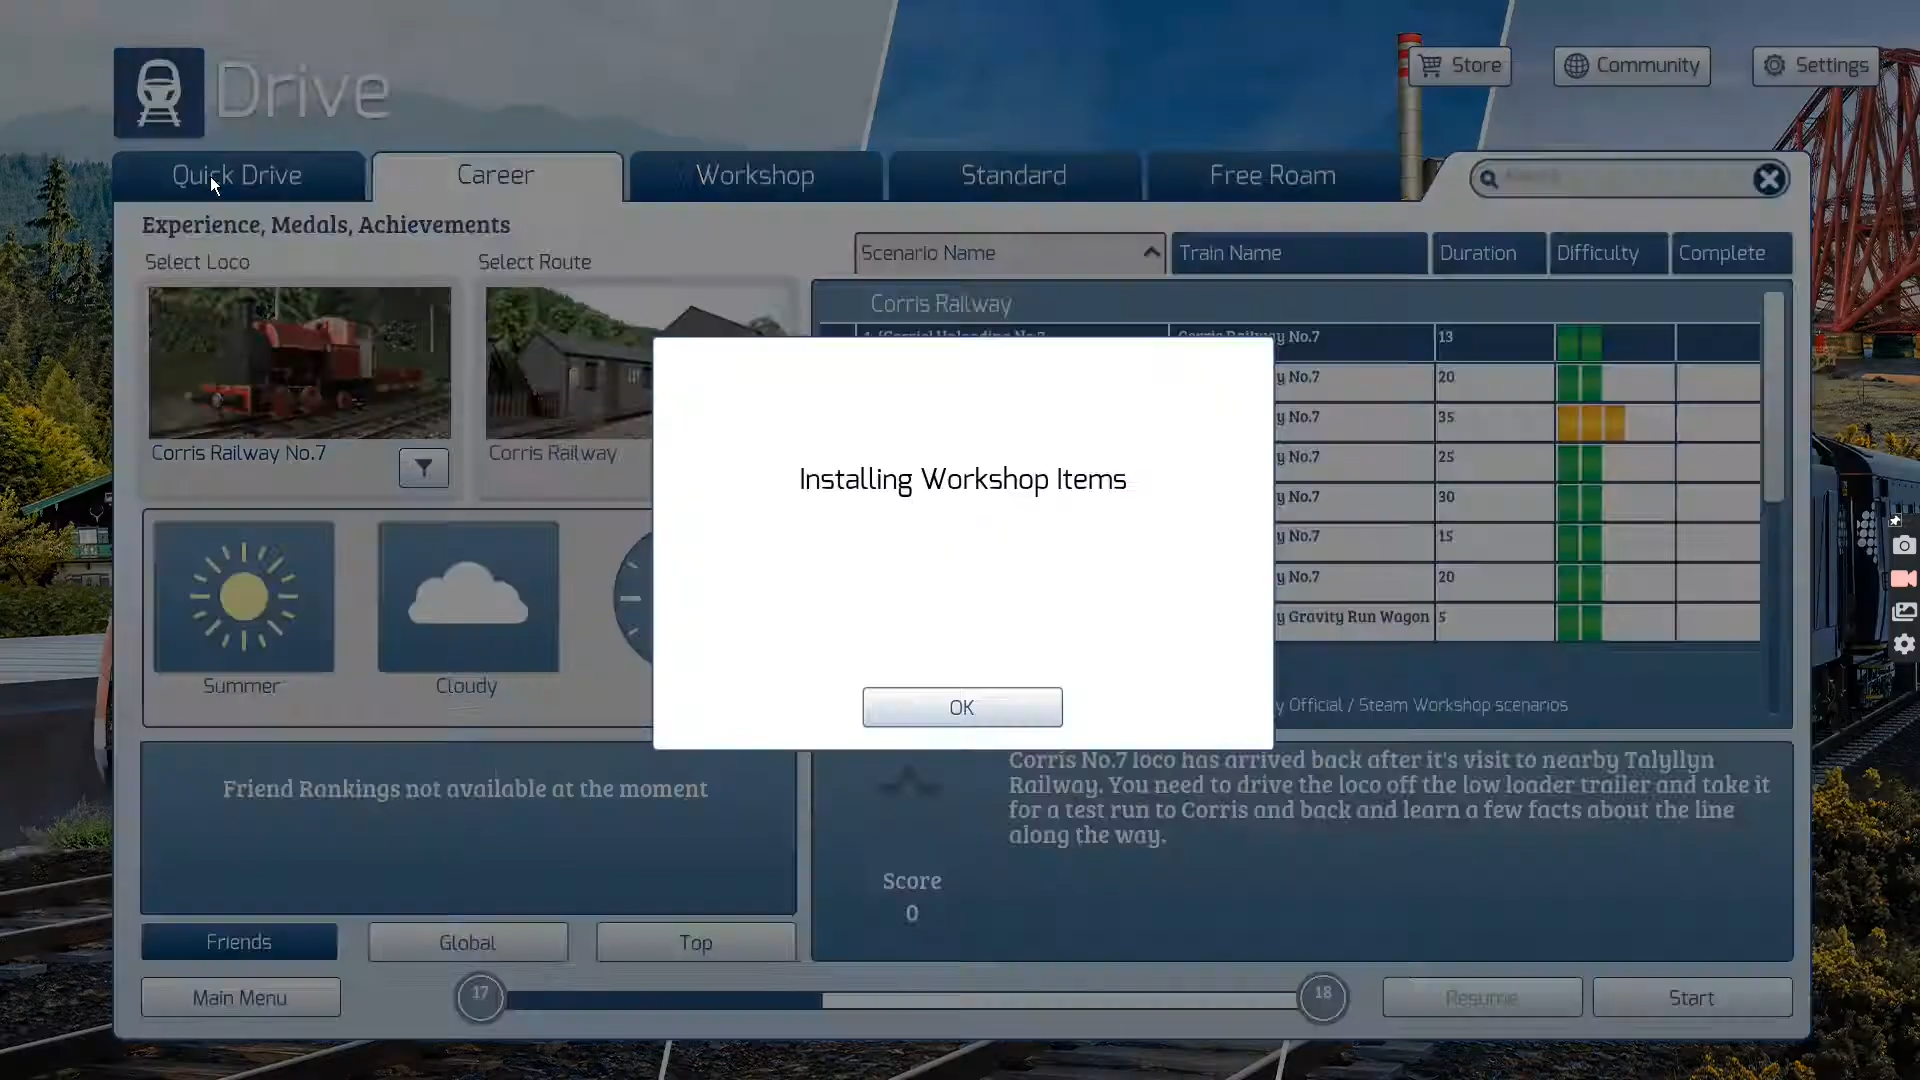 Drive
Store
Community
Settings
Quick Drive
Career
Workshop
Standard
Free Roam
Experience, Medals, Achievements
Select Loco
Select Route
Corris Railway No.7
Corris Railway
Summer
Cloudy
Scenario Name
Train Name
Duration
Difficulty
Complete
Corris Railway
y No.7
13
y No.7
20
y No.7
35
y No.7
25
y No.7
30
y No.7
15
y No.7
20
y Gravity Run Wagon
5
y Official / Steam Workshop scenarios
Installing Workshop Items
OK
Friend Rankings not available at the moment
Corris No.7 loco has arrived back after it's visit to nearby Talyllyn
Railway. You need to drive the loco off the low loader trailer and take it
for a test run to Corris and back and learn a few facts about the line
along the way.
Score
0
Friends
Global
Top
Main Menu
17
18
Resume
Start